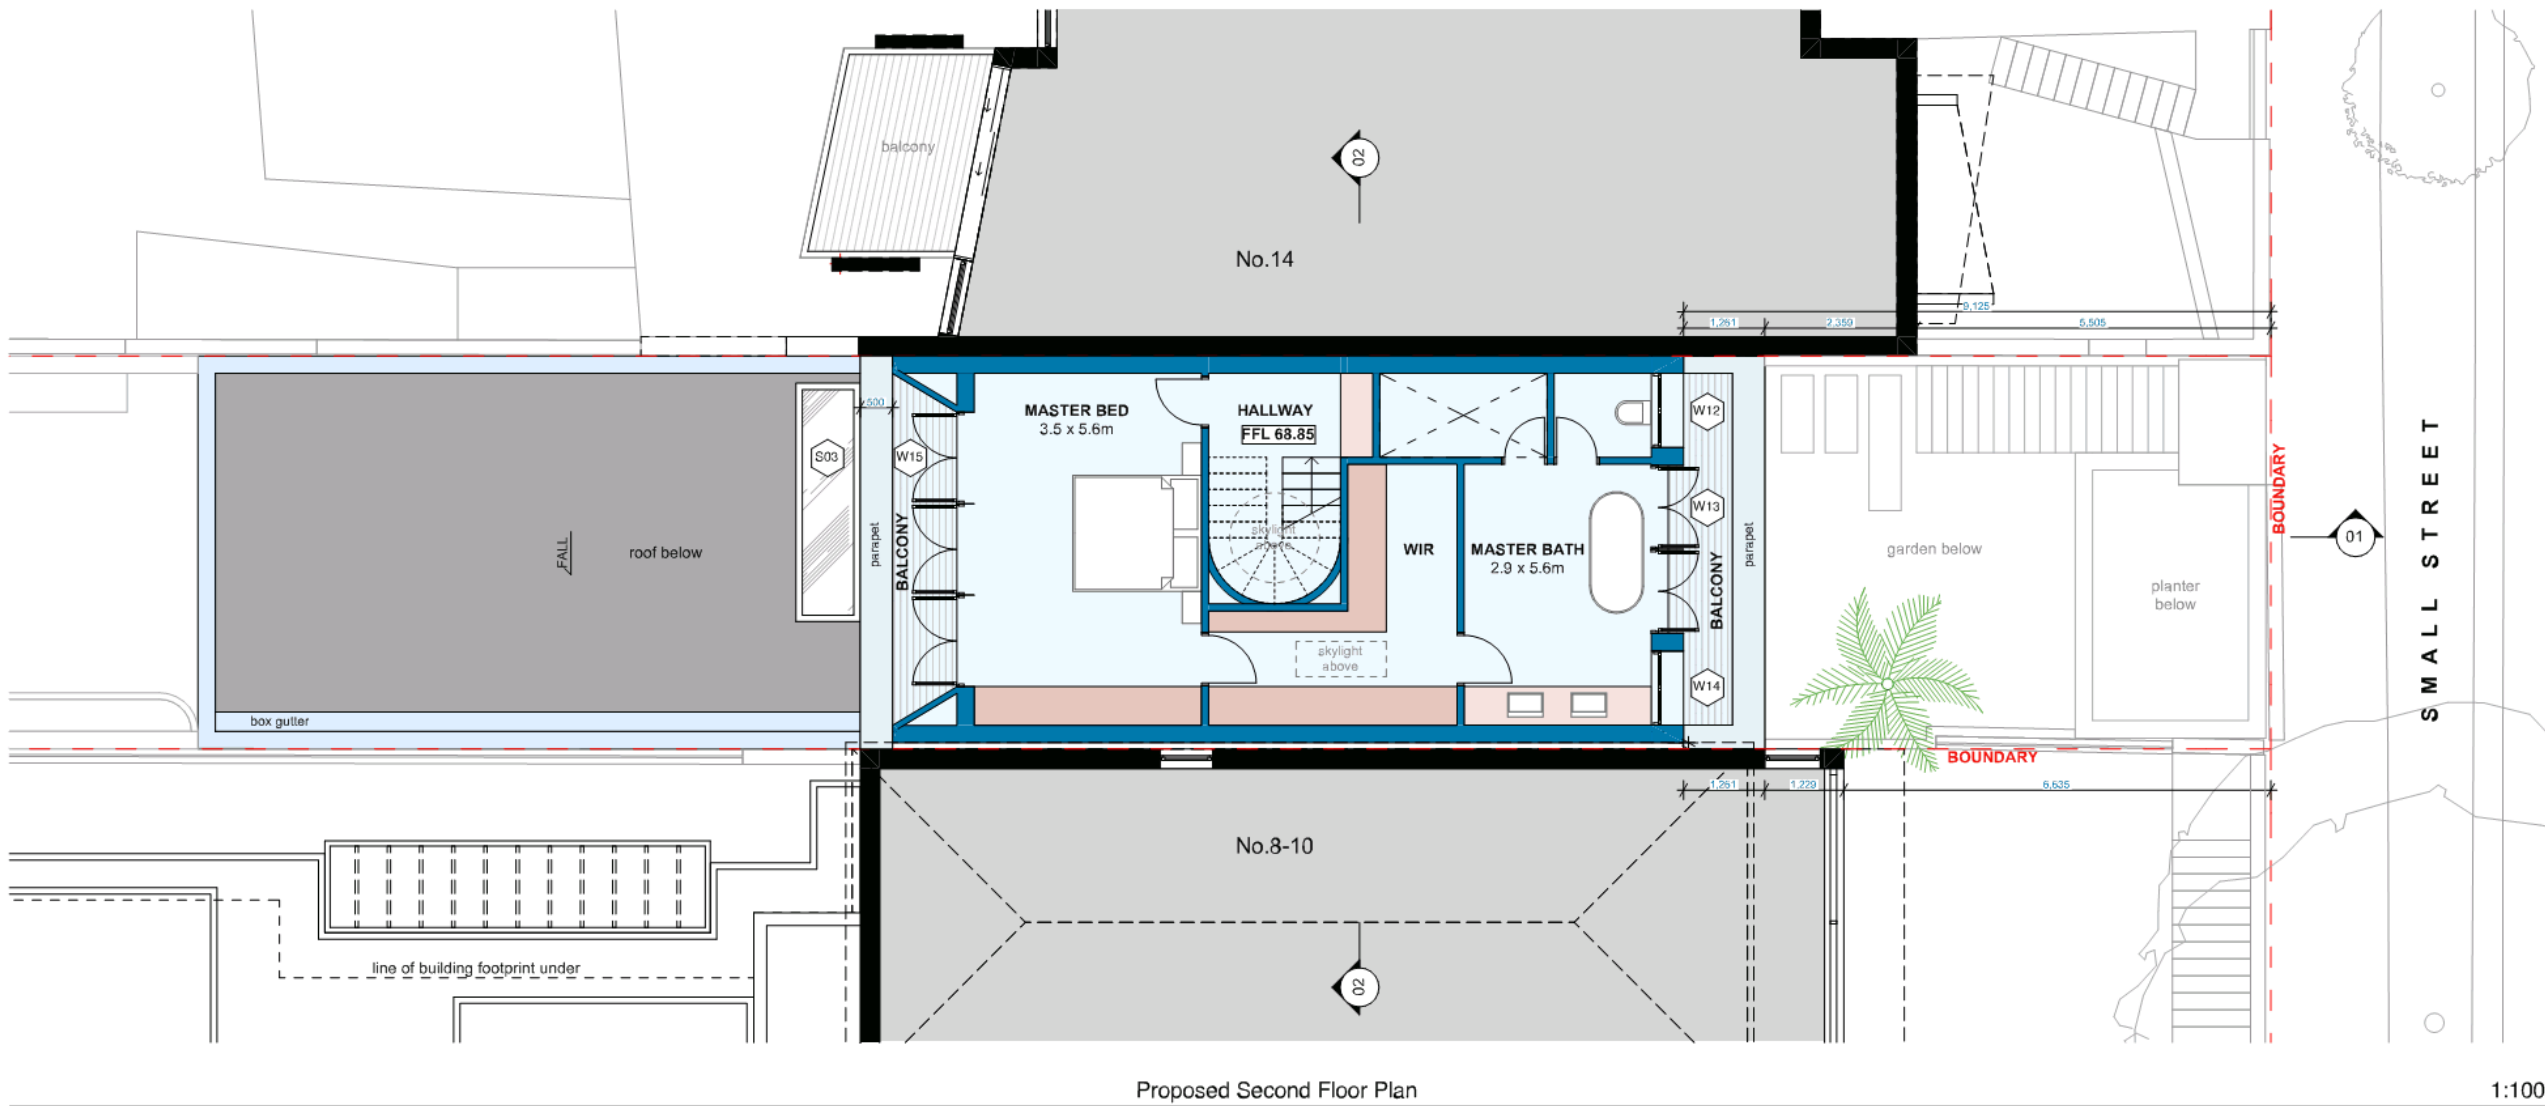 balcony
02
No.14
9,125
1,261
2,359
5,505
500
MASTER BED
3.5 x 5.6m
HALLWAY
FFL 68.85
W12
S03
W15
W13
skylight
above
WIR
MASTER BATH
2.9 x 5.6m
FALL
roof below
parapet
BALCONY
BALCONY
parapet
garden below
planter
below
BOUNDARY
01
SMALL STREET
skylight
above
W14
box gutter
BOUNDARY
1,261
1,229
6,635
No.8-10
line of building footprint under
02
Proposed Second Floor Plan
1:100